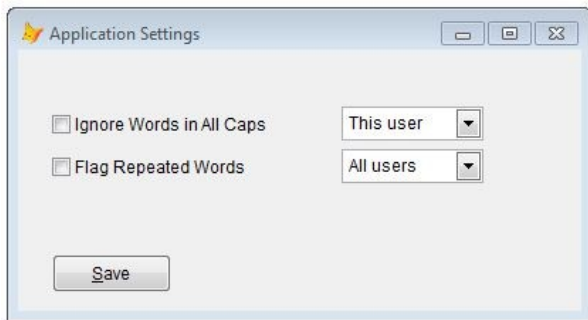 Application Settings
Ignore Words in All Caps This user
Flag Repeated Words All users
Save